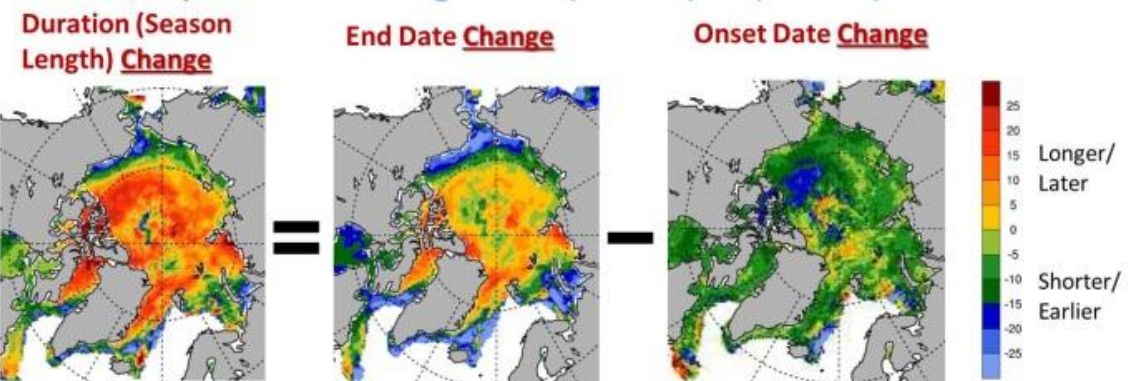 Duration (Season
Length) Change
End Date Change
Onset Date Change
=
-
25
20
15
10
5
0
-5
-10
-15
-20
-25
Longer/
Later
Shorter/
Earlier